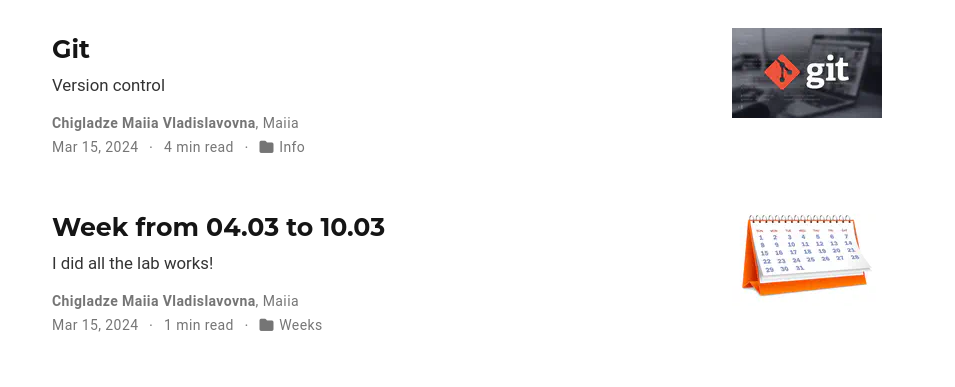 Git
Version control
Chigladze Maiia Vladislavovna, Maiia
Mar 15, 2024 · 4 min read · Info
git
Week from 04.03 to 10.03
I did all the lab works!
Chigladze Maiia Vladislavovna, Maiia
Mar 15, 2024 · 1 min read · Weeks
1 2 3 4 5 6 7
8 9 10 11 12 13 14
15 16 17 18 19 20 21
22 23 24 25 26 27 28
29 30 31